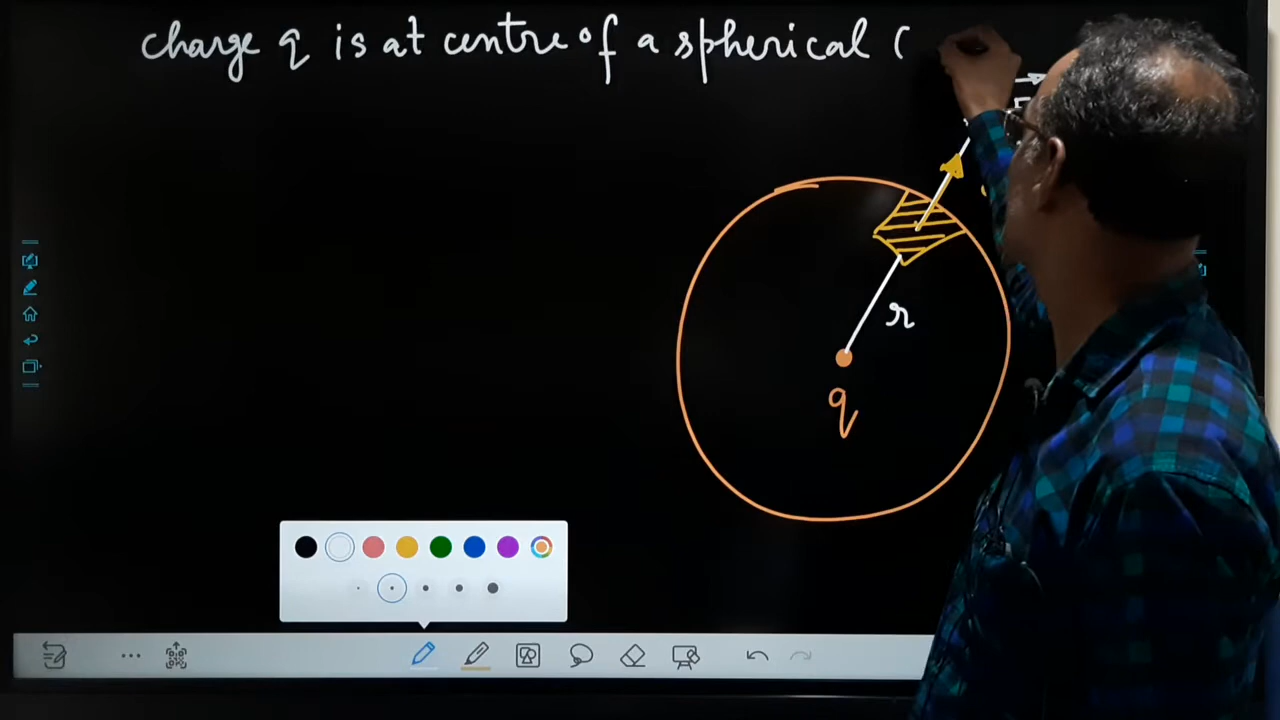 charge q is at centre of a spherical (
r
q